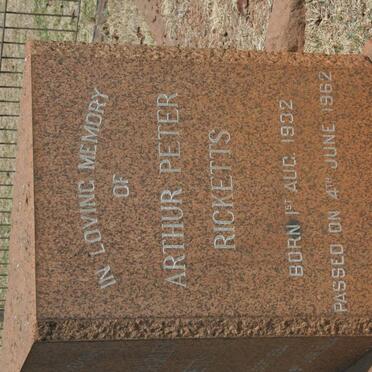 IN LOVING MEMORY
OF
ARTHUR PETER
RICKETTS
BORN 1ST AUG. 1932
PASSED ON 4TH JUNE 1962